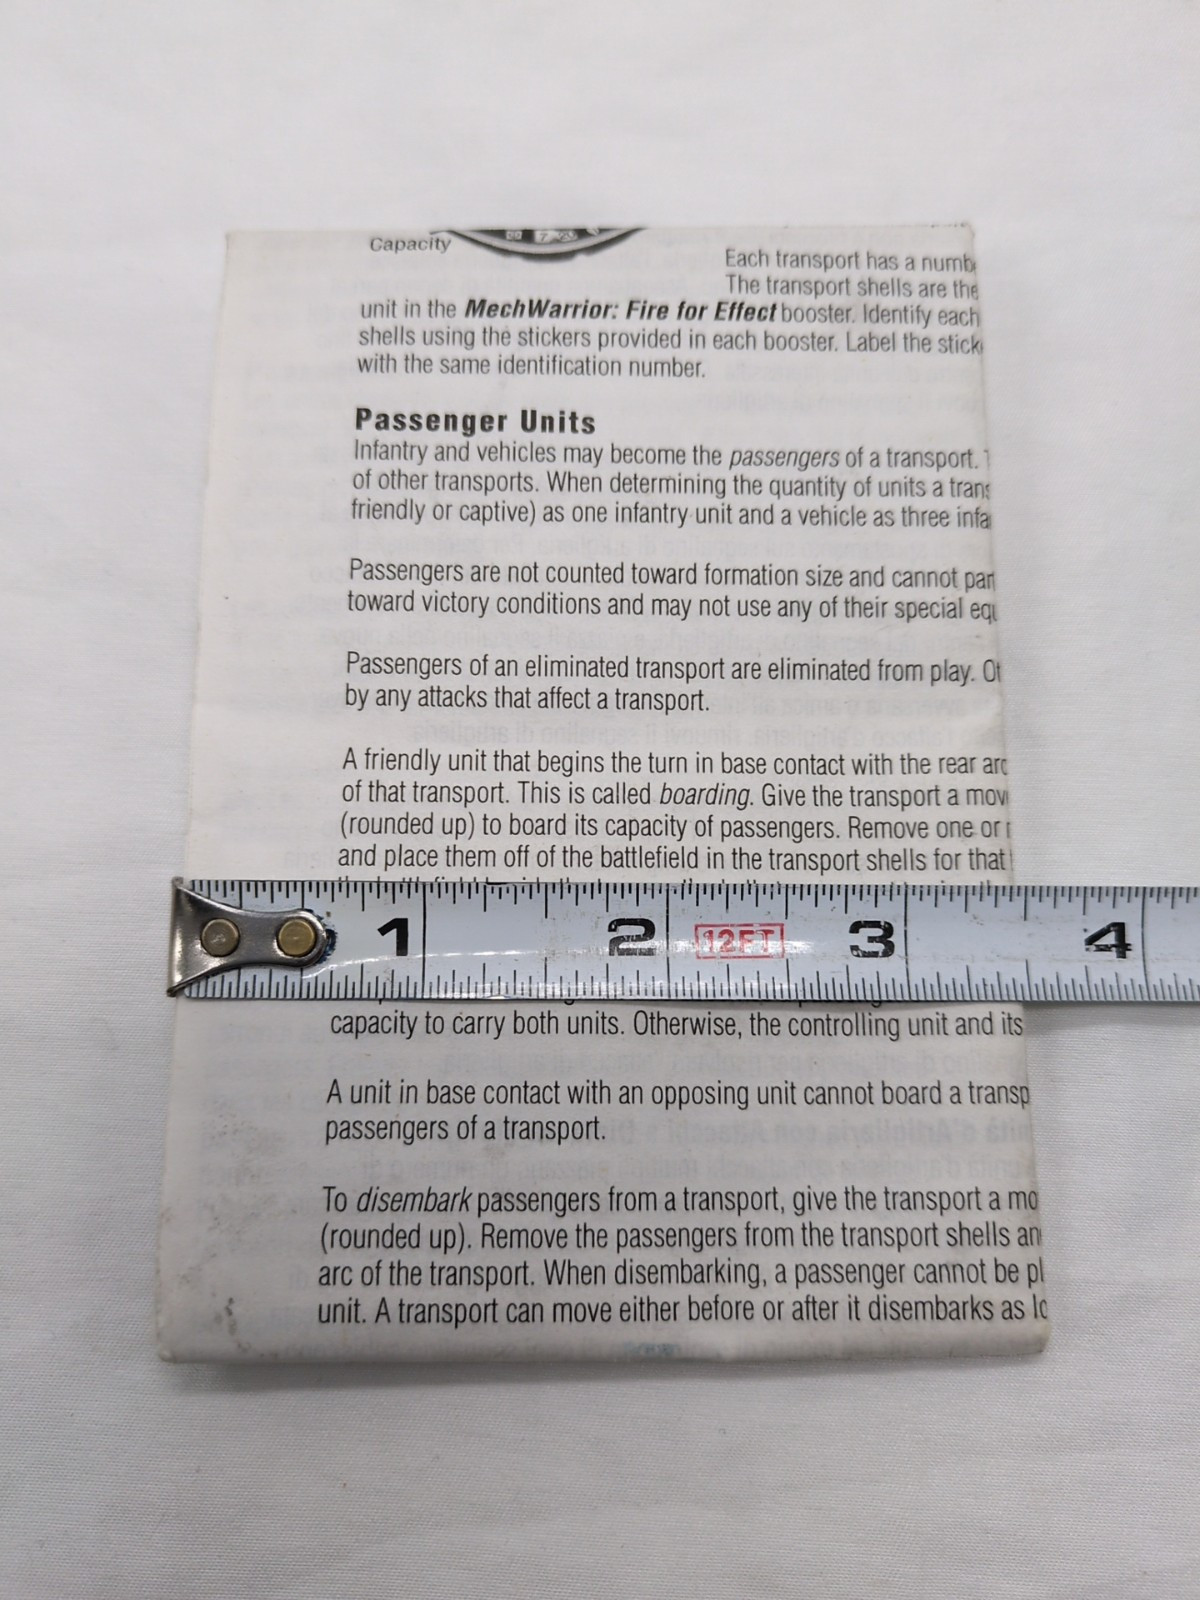 Capacity
Each transport has a numb
The transport shells are the
unit in the MechWarrior: Fire for Effect booster. Identify each
shells using the stickers provided in each booster. Label the stick
with the same identification number.
Passenger Units
Infantry and vehicles may become the passengers of a transport.
of other transports. When determining the quantity of units a trans
friendly or captive) as one infantry unit and a vehicle as three infa
Passengers are not counted toward formation size and cannot part
toward victory conditions and may not use any of their special equ
Passengers of an eliminated transport are eliminated from play. Ot
by any attacks that affect a transport.
A friendly unit that begins the turn in base contact with the rear arc
of that transport. This is called boarding. Give the transport a mov
(rounded up) to board its capacity of passengers. Remove one or
and place them off of the battlefield in the transport shells for that
1 2 12FT 3 4
capacity to carry both units. Otherwise, the controlling unit and its
A unit in base contact with an opposing unit cannot board a transp
passengers of a transport.
To disembark passengers from a transport, give the transport a mo
(rounded up). Remove the passengers from the transport shells an
arc of the transport. When disembarking, a passenger cannot be pl
unit. A transport can move either before or after it disembarks as lo